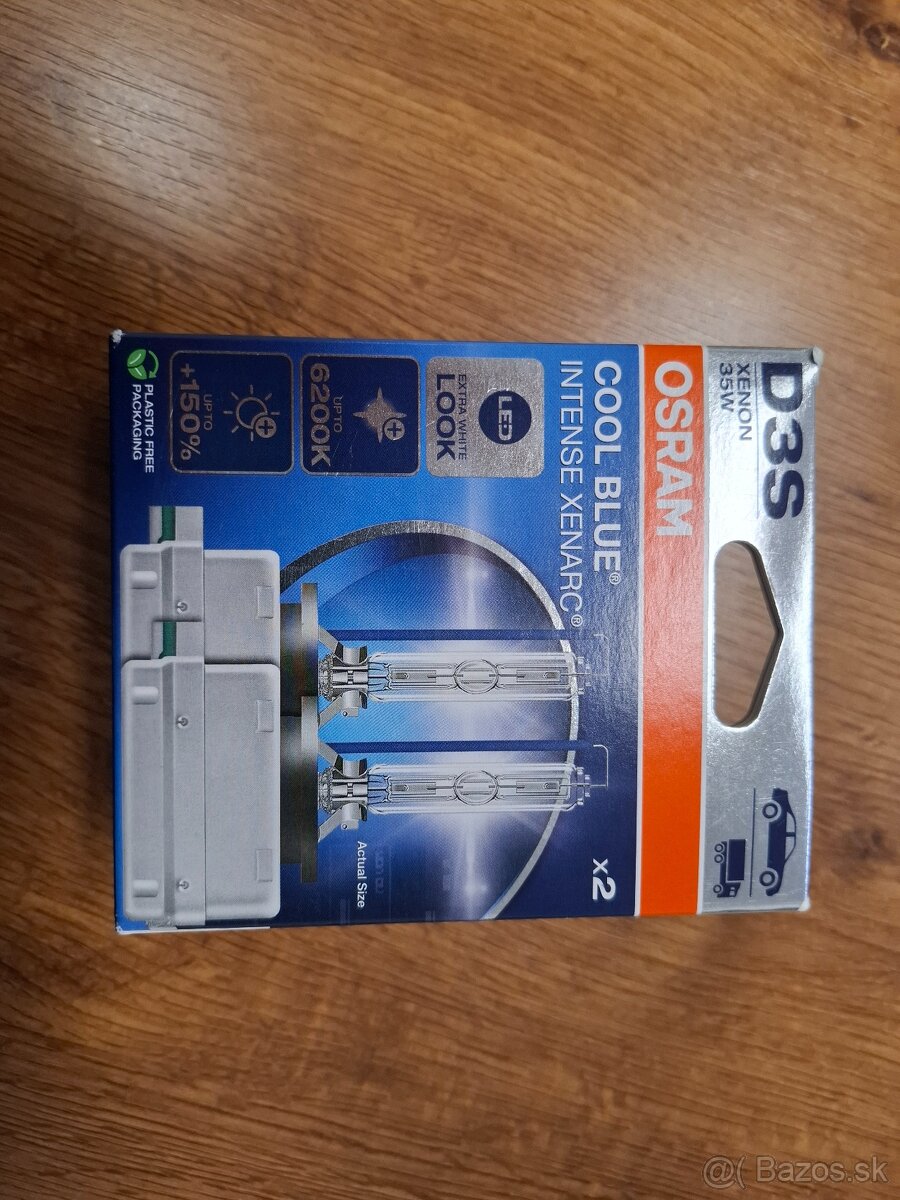 D3S
XENON
35W
OSRAM
COOL BLUE®
INTENSE XENARC®
LED
EXTRA WHITE
LOOK
UP TO
6200K
UP TO
+150%
PLASTIC FREE
PACKAGING
x2
Actual Size
@( Bazos.sk